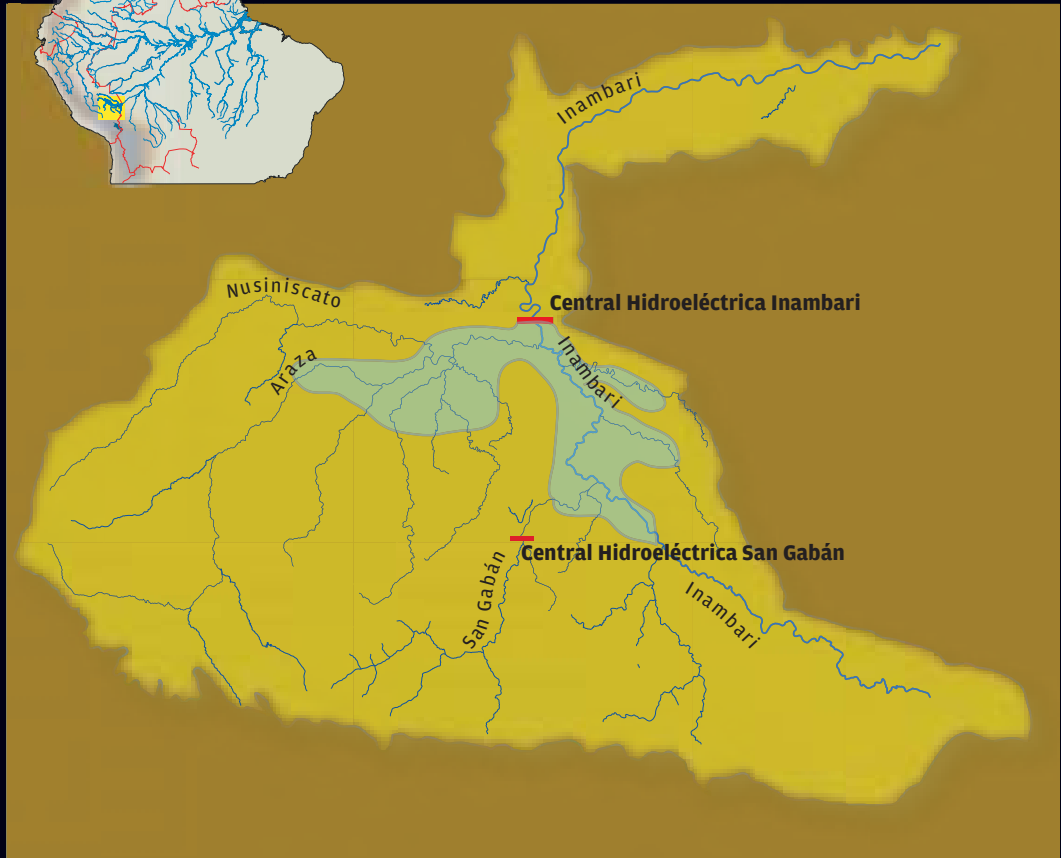 Inambari
Nusiniscato
Central Hidroeléctrica Inambari
Araza
Inambari
Central Hidroeléctrica San Gabán
San Gabán
Inambari